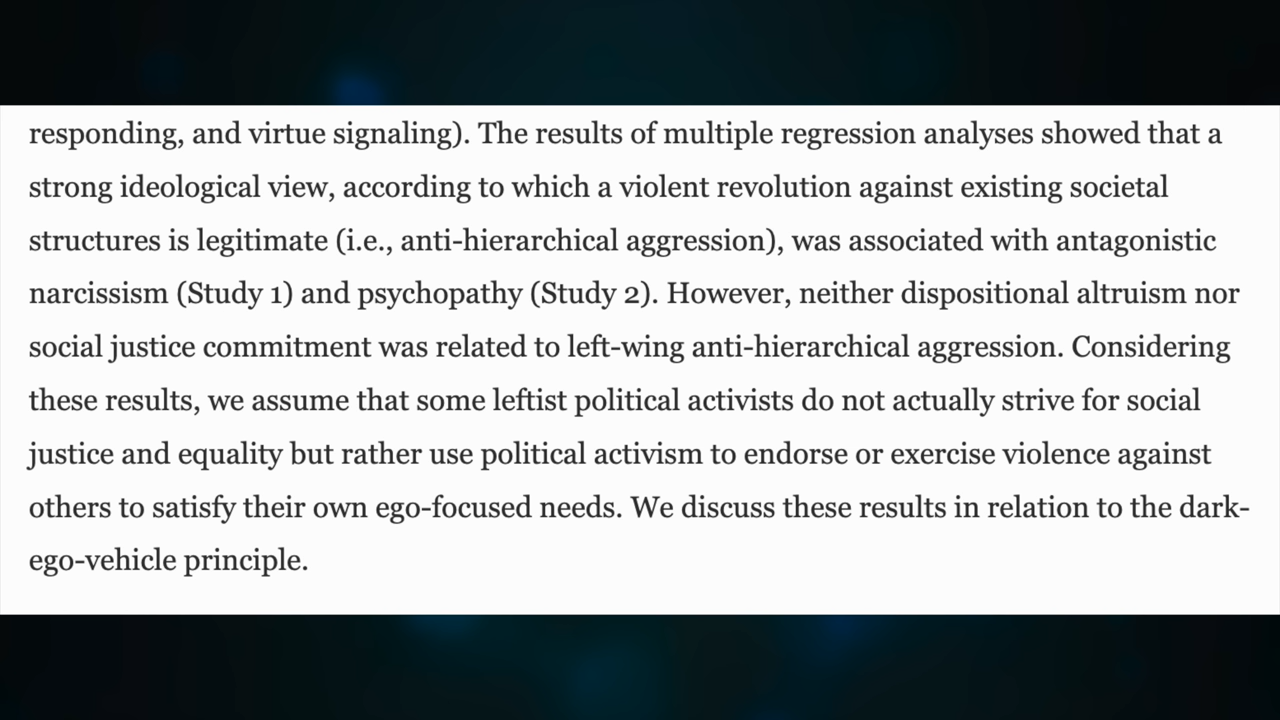 responding, and virtue signaling). The results of multiple regression analyses showed that a
strong ideological view, according to which a violent revolution against existing societal
structures is legitimate (i.e., anti-hierarchical aggression), was associated with antagonistic
narcissism (Study 1) and psychopathy (Study 2). However, neither dispositional altruism nor
social justice commitment was related to left-wing anti-hierarchical aggression. Considering
these results, we assume that some leftist political activists do not actually strive for social
justice and equality but rather use political activism to endorse or exercise violence against
others to satisfy their own ego-focused needs. We discuss these results in relation to the dark-
ego-vehicle principle.